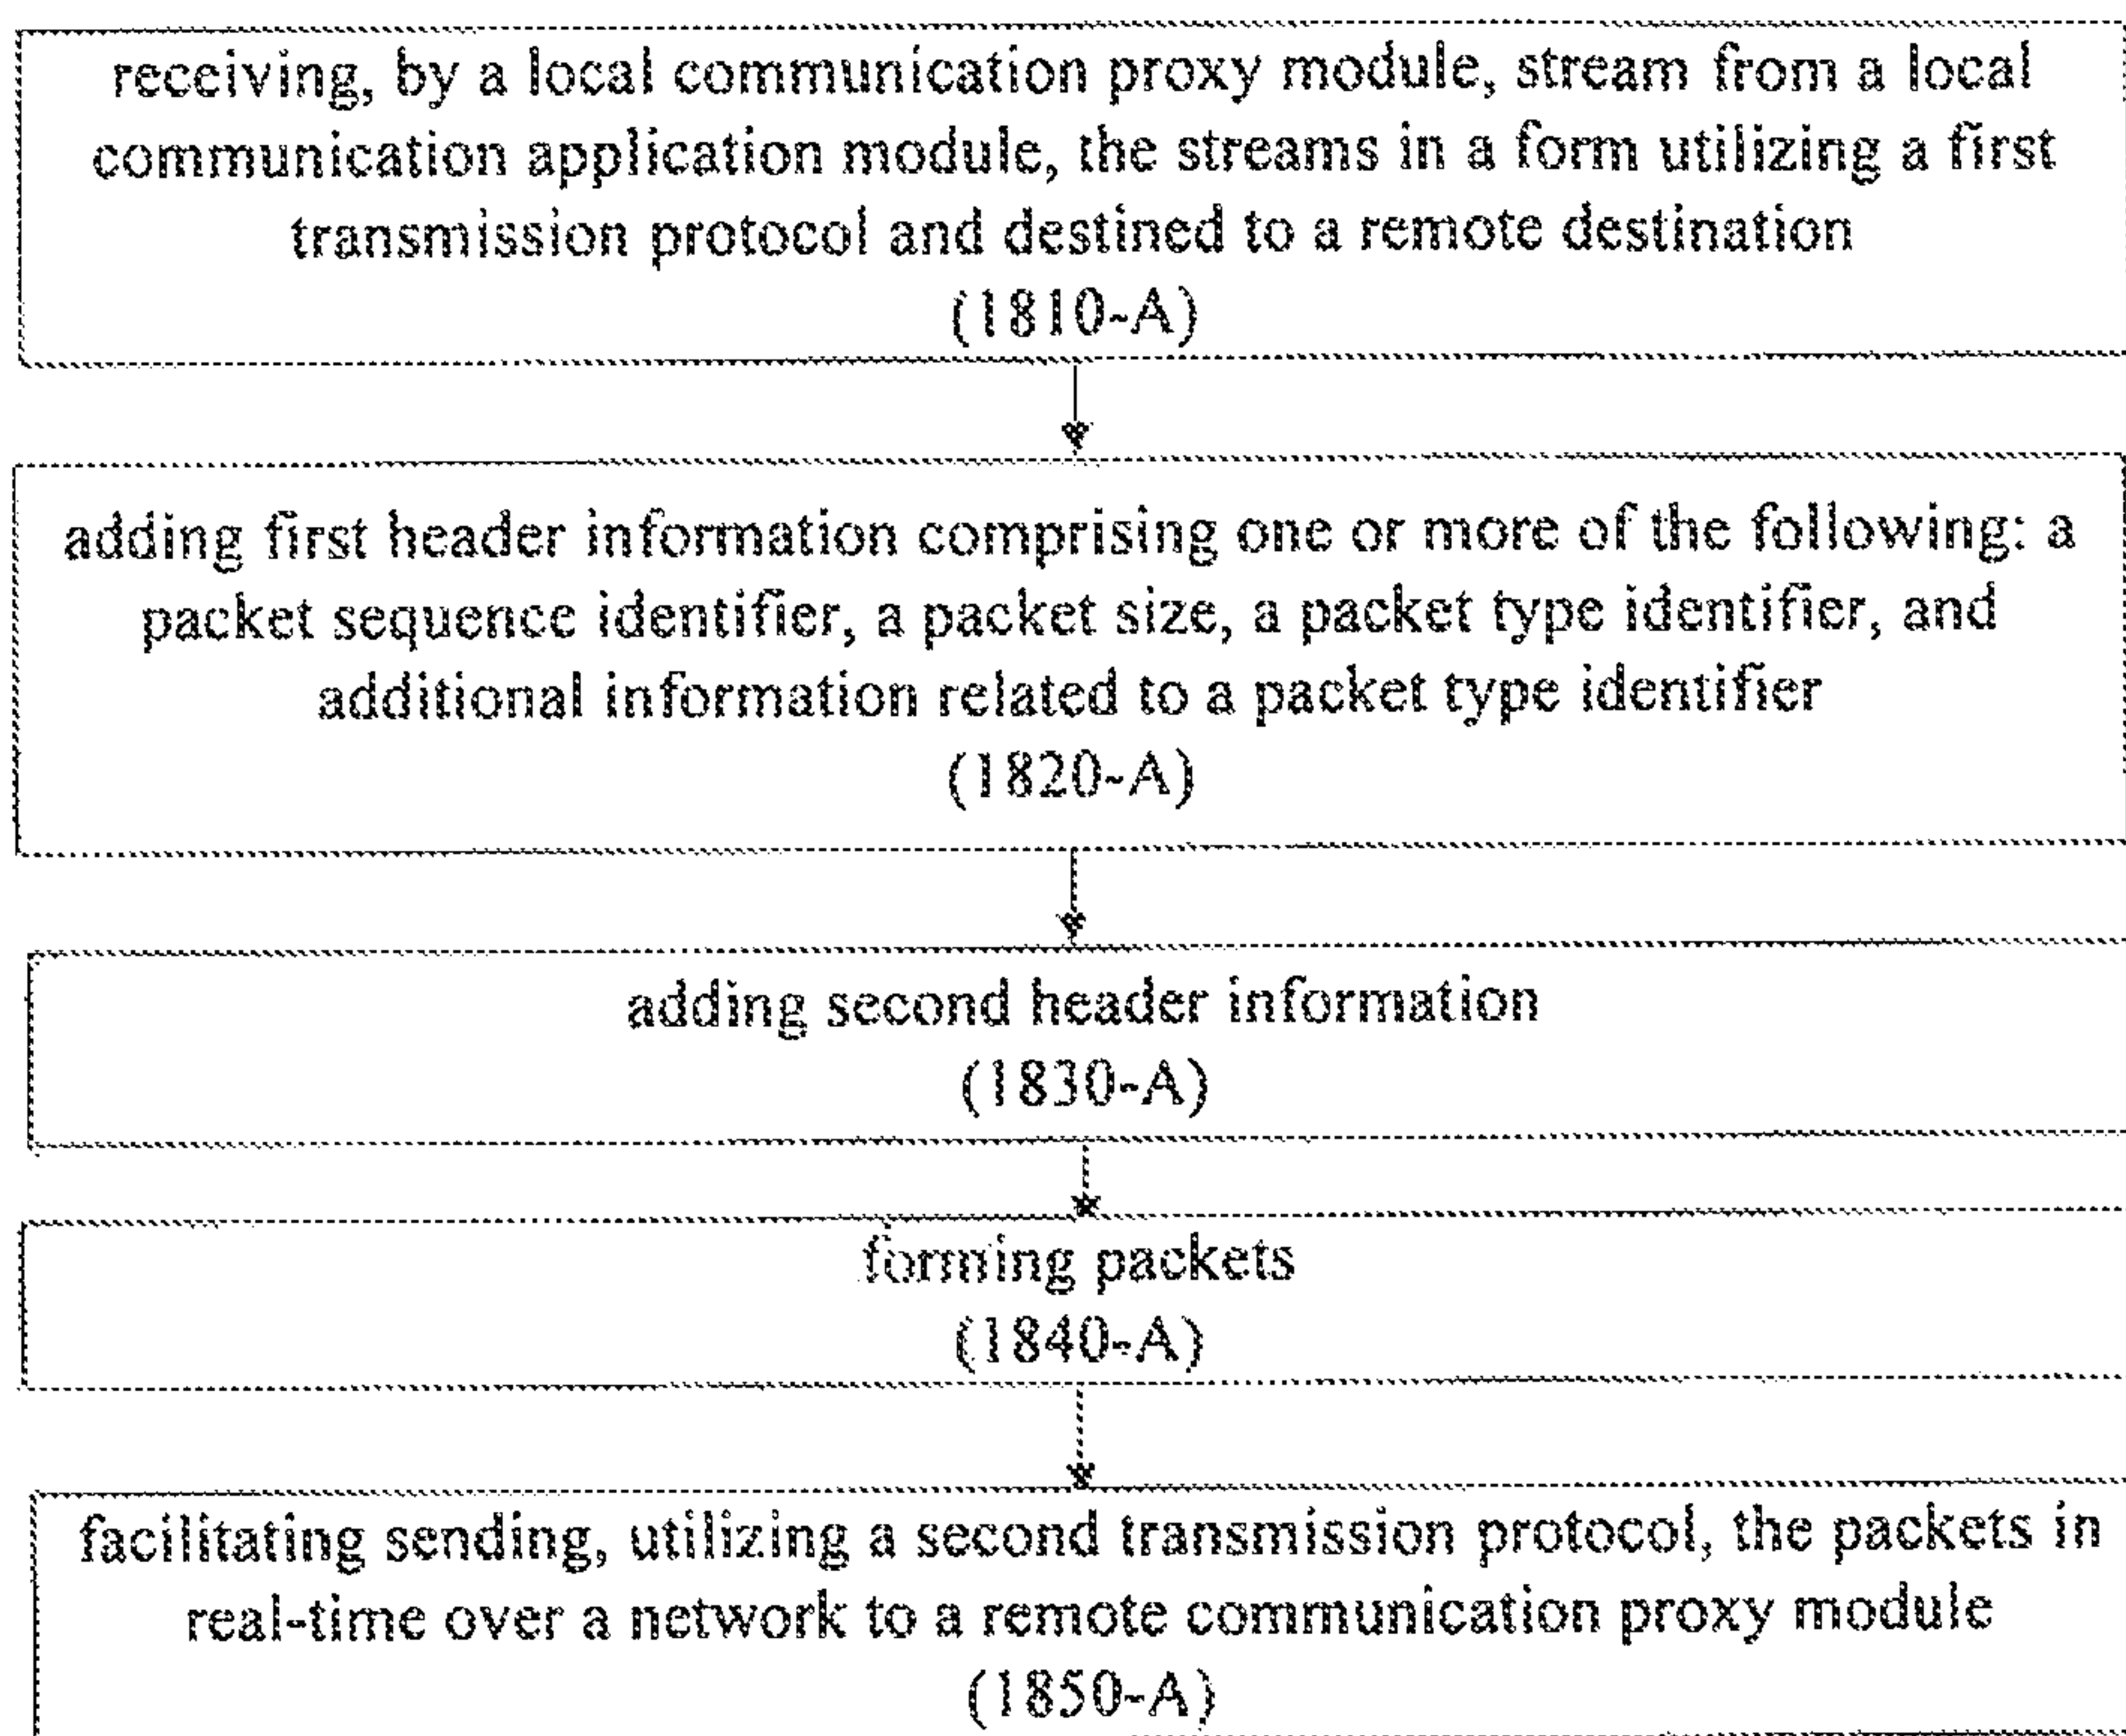 receiving, by a local communication proxy module, stream from a local
communication application module, the streams in a form utilizing a first
transmission protocol and destined to a remote destination
(1810-A)
adding first header information comprising one or more of the following: a
packet sequence identifier, a packet size, a packet type identifier, and
additional information related to a packet type identifier
(1820-A)
adding second header information
(1830-A)
forming packets
(1840-A)
facilitating sending, utilizing a second transmission protocol, the packets in
real-time over a network to a remote communication proxy module
(1850-A)